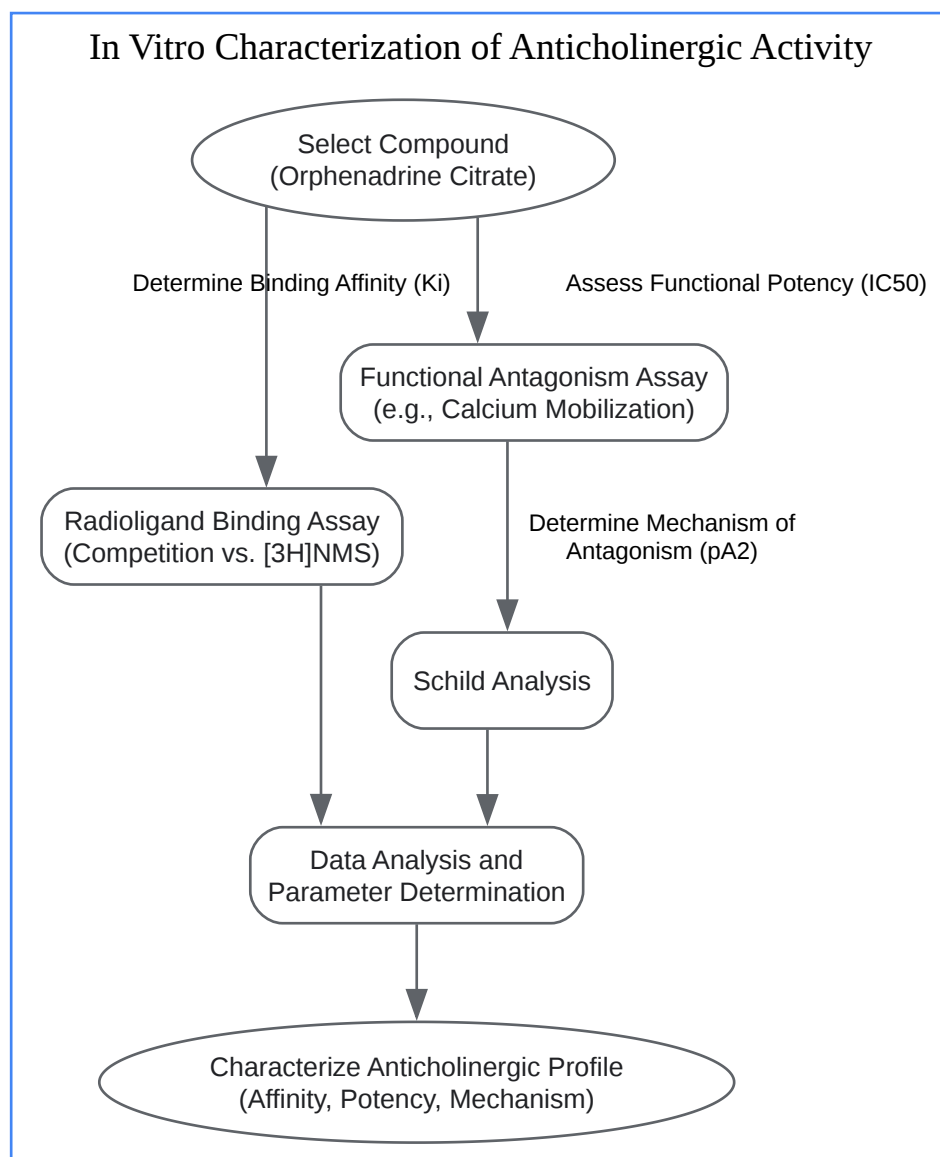 In Vitro Characterization of Anticholinergic Activity
Select Compound
(Orphenadrine Citrate)
Determine Binding Affinity (Ki)
Assess Functional Potency (IC50)
Functional Antagonism Assay
(e.g., Calcium Mobilization)
Radioligand Binding Assay
(Competition vs. [3H]NMS)
Determine Mechanism of
Antagonism (pA2)
Schild Analysis
Data Analysis and
Parameter Determination
Characterize Anticholinergic Profile
(Affinity, Potency, Mechanism)